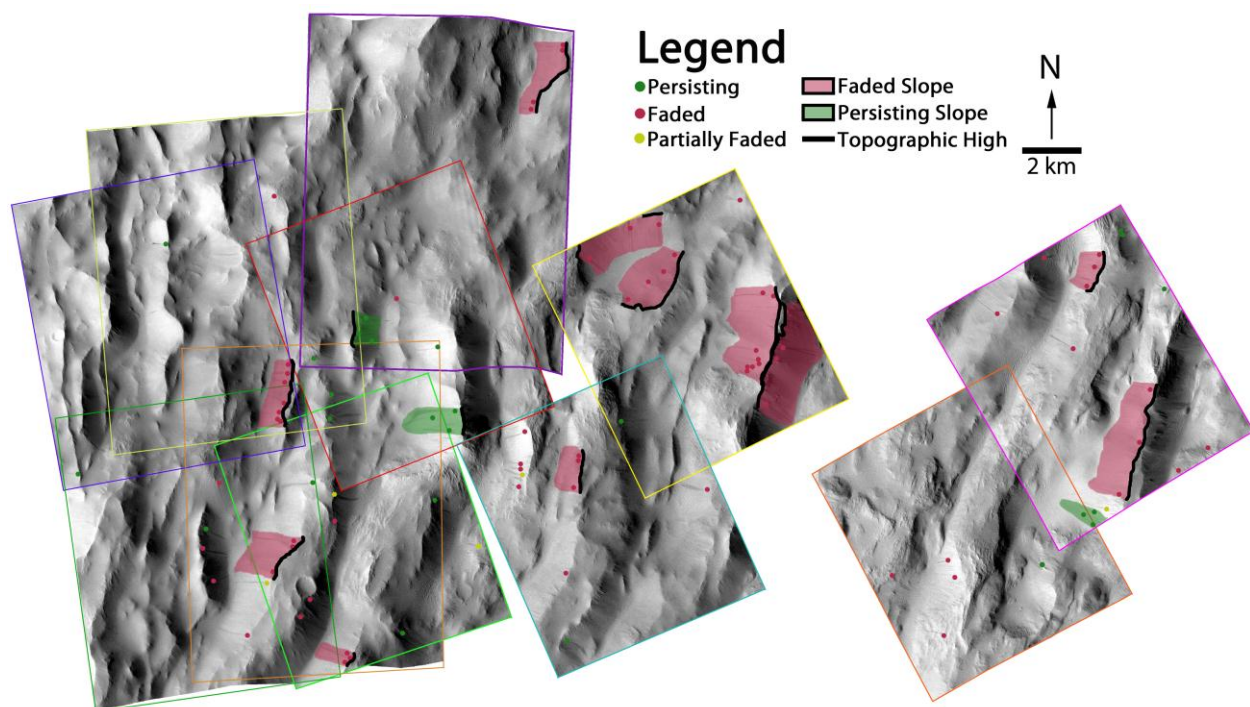 Legend
Persisting
Faded
Partially Faded
Faded Slope
Persisting Slope
Topographic High
N
2 km